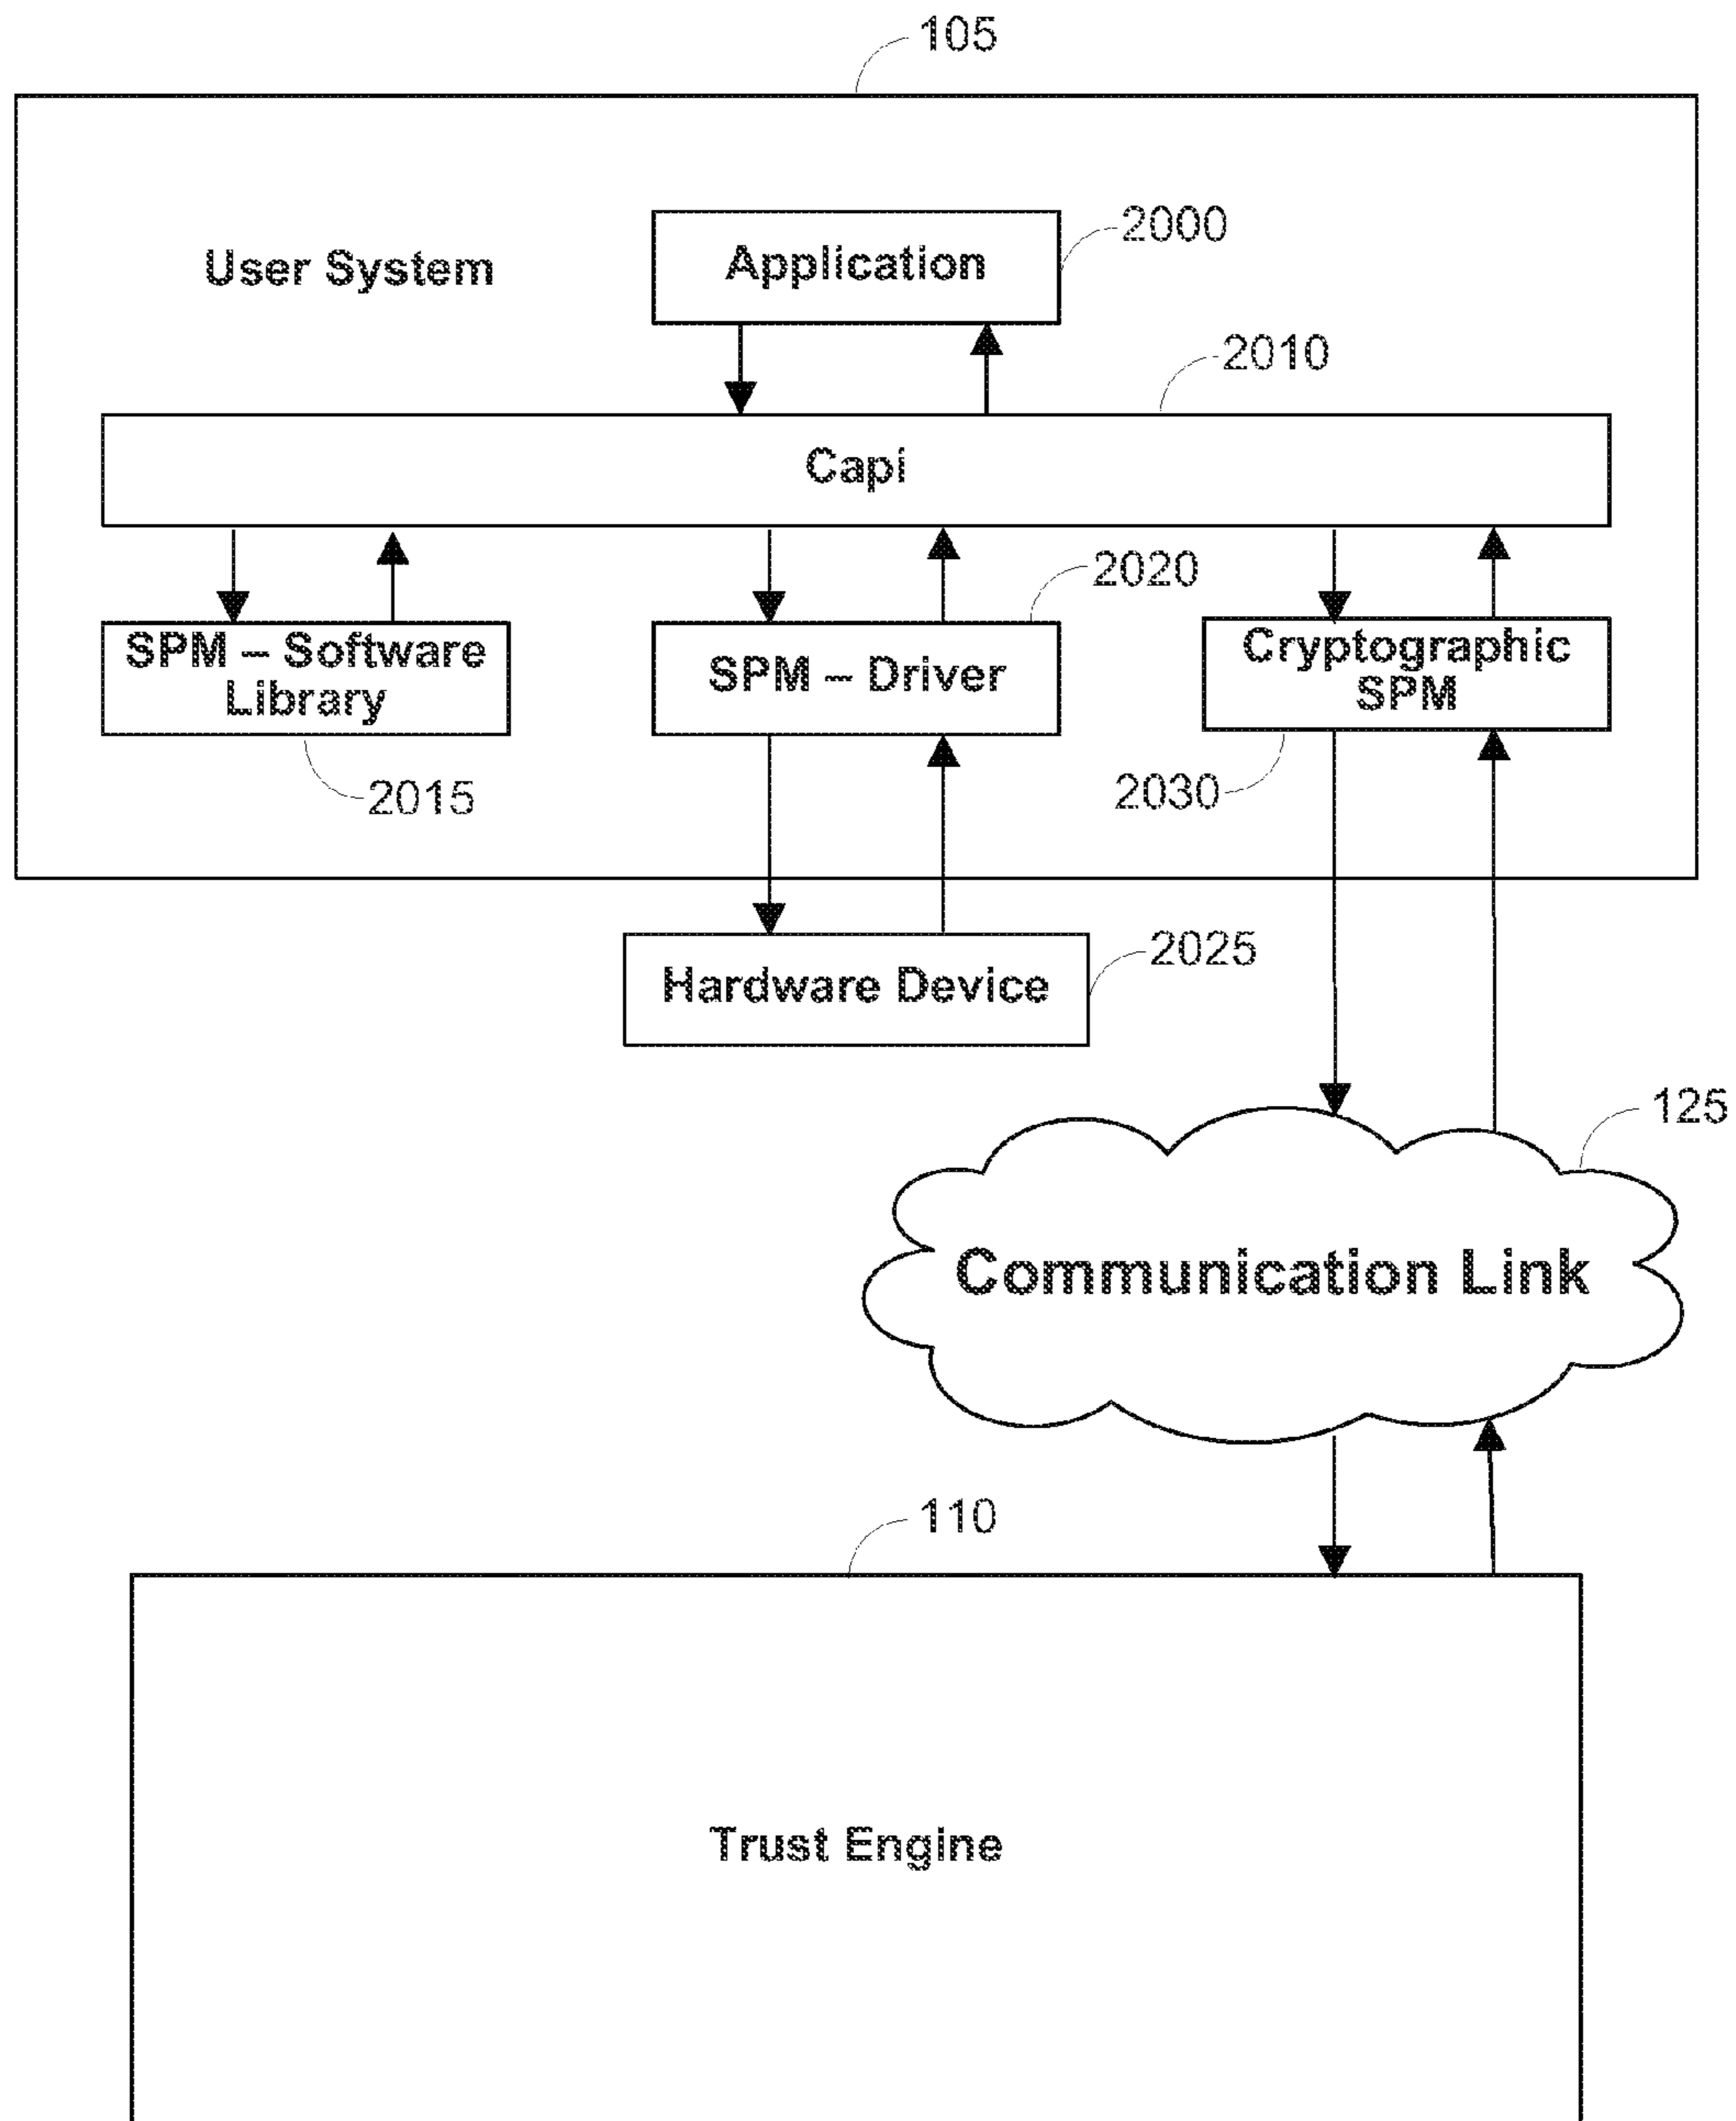 105
User System
Application
2000
2010
Capi
2020
SPM – Software
Library
SPM – Driver
Cryptographic
SPM
2015
2030
Hardware Device
2025
125
Communication Link
110
Trust Engine